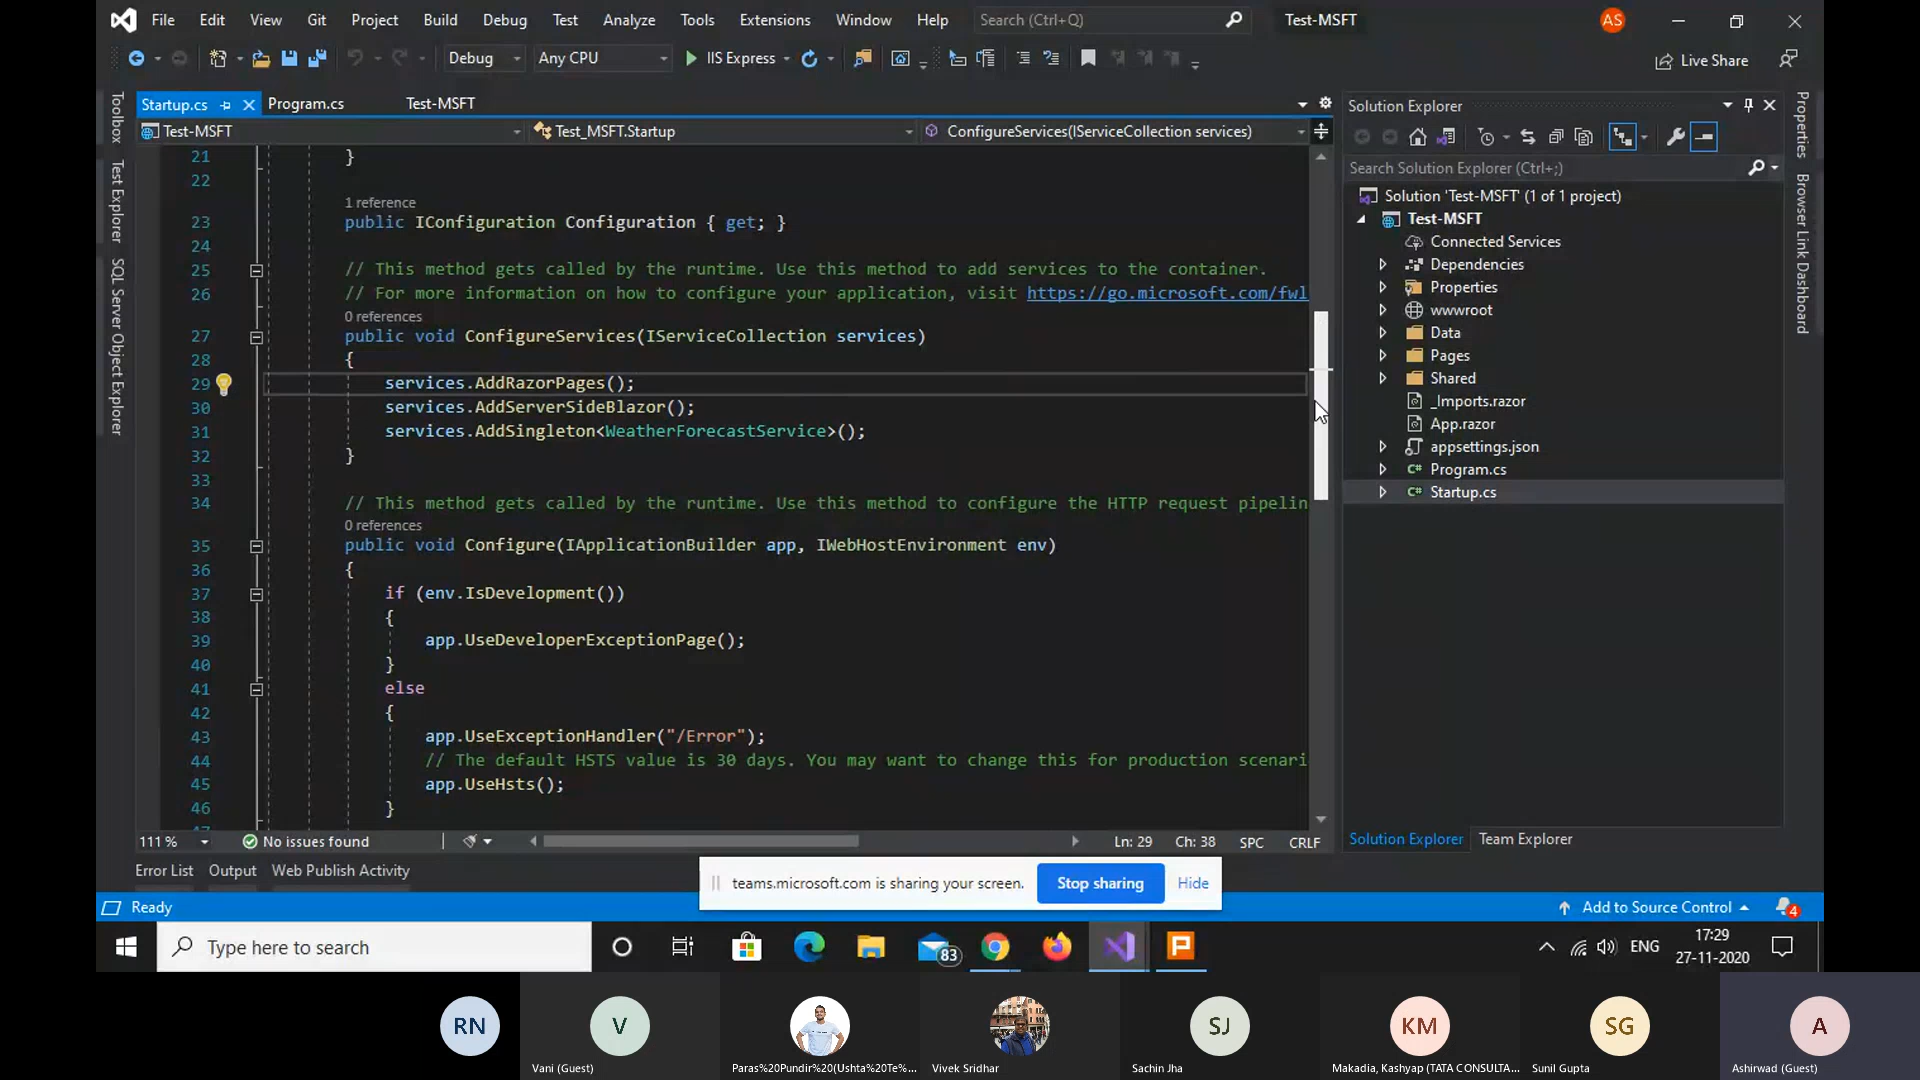 File Edit View Git Project Build Debug Test Analyze Tools Extensions Window Help Search (Ctrl+Q) Test-MSFT AS
Debug Any CPU IIS Express Live Share
Startup.cs Program.cs Test-MSFT
Test-MSFT Test_MSFT.Startup ConfigureServices(IServiceCollection services)
21 }
22
1 reference
23 public IConfiguration Configuration { get; }
24
25 // This method gets called by the runtime. Use this method to add services to the container.
26 // For more information on how to configure your application, visit https://go.microsoft.com/fwl
0 references
27 public void ConfigureServices(IServiceCollection services)
28 {
29 services.AddRazorPages();
30 services.AddServerSideBlazor();
31 services.AddSingleton<WeatherForecastService>();
32 }
33
34 // This method gets called by the runtime. Use this method to configure the HTTP request pipelin
0 references
35 public void Configure(IApplicationBuilder app, IWebHostEnvironment env)
36 {
37 if (env.IsDevelopment())
38 {
39 app.UseDeveloperExceptionPage();
40 }
41 else
42 {
43 app.UseExceptionHandler("/Error");
44 // The default HSTS value is 30 days. You may want to change this for production scenari
45 app.UseHsts();
46 }
111 % No issues found Ln: 29 Ch: 38 SPC CRLF
Toolbox
Test Explorer
SQL Server Object Explorer
Solution Explorer
Search Solution Explorer (Ctrl+;)
Solution 'Test-MSFT' (1 of 1 project)
Test-MSFT
Connected Services
Dependencies
Properties
wwwroot
Data
Pages
Shared
_Imports.razor
App.razor
appsettings.json
C# Program.cs
C# Startup.cs
Solution Explorer Team Explorer
Properties
Browser Link Dashboard
Error List Output Web Publish Activity
teams.microsoft.com is sharing your screen. Stop sharing Hide
Ready Add to Source Control 4
Type here to search 83 ENG 17:29
27-11-2020
RN V SJ KM SG A
Vani (Guest) Paras%20Pundir%20(Ushta%20Te%... Vivek Sridhar Sachin Jha Makadia, Kashyap (TATA CONSULTA... Sunil Gupta Ashirwad (Guest)